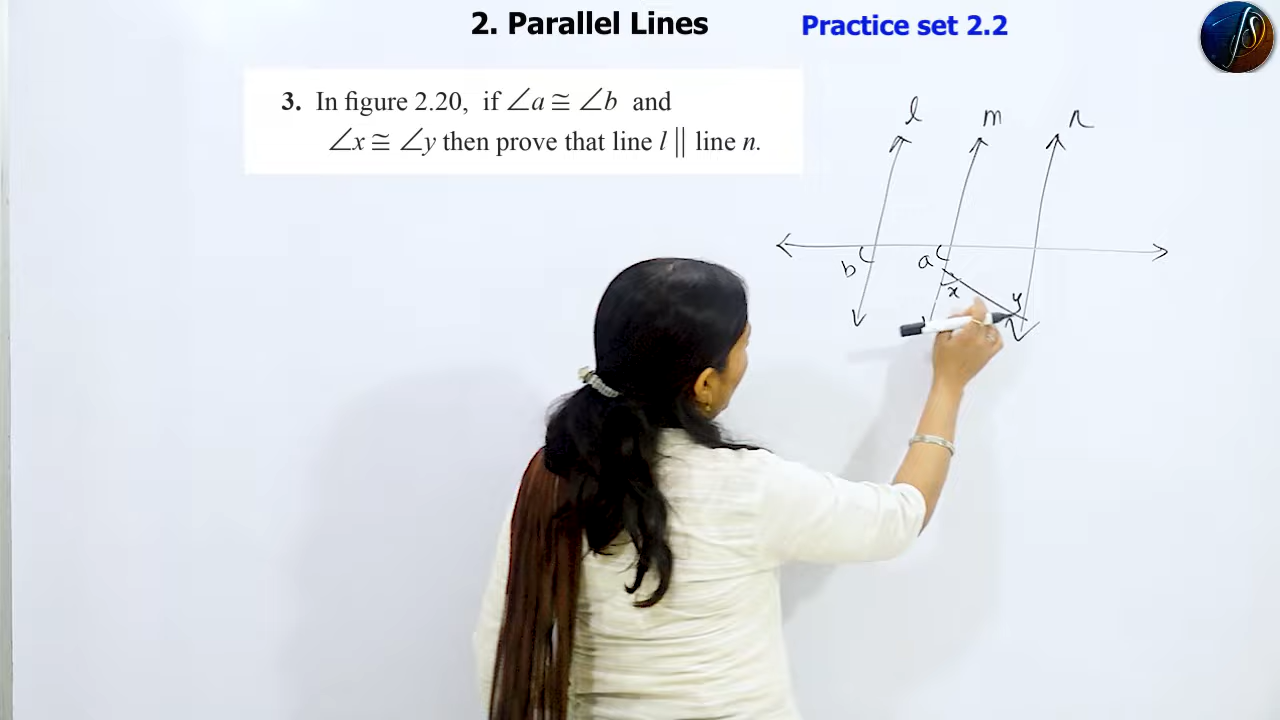 2. Parallel Lines
Practice set 2.2
3. In figure 2.20, if ∠a ≅ ∠b and
∠x ≅ ∠y then prove that line l || line n.
l
m
n
b
a
x
y